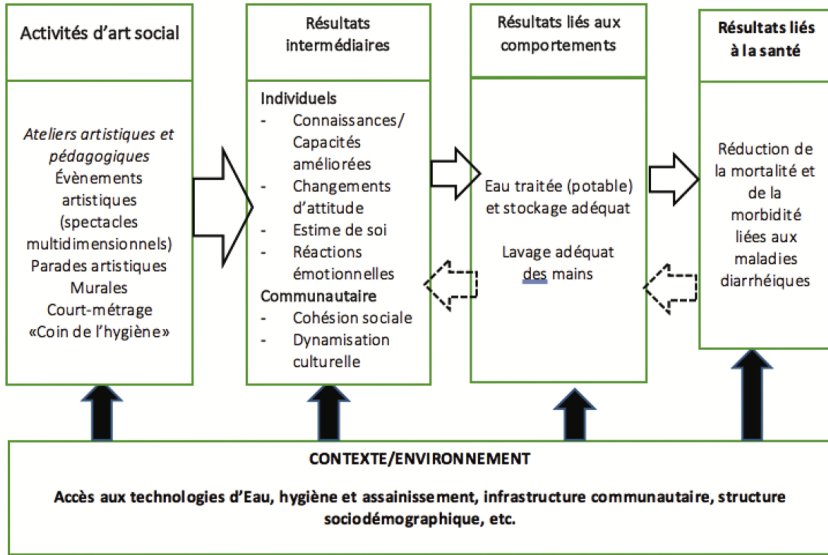 Activités d'art social
Ateliers artistiques et
pédagogiques
Évènements
artistiques
(spectacles
multidimensionnels)
Parades artistiques
Murales
Court-métrage
«Coin de l'hygiène»
Résultats
intermédiaires
Individuels
- Connaissances/
Capacités
améliorées
- Changements
d'attitude
- Estime de soi
- Réactions
émotionnelles
Communautaire
- Cohésion sociale
- Dynamisation
culturelle
Résultats liés aux
comportements
Eau traitée (potable)
et stockage adéquat
Lavage adéquat
des mains
Résultats liés
à la santé
Réduction de
la mortalité et
de la
morbidité
liées aux
maladies
diarrhéiques
CONTEXTE/ENVIRONNEMENT
Accès aux technologies d'Eau, hygiène et assainissement, infrastructure communautaire, structure
sociodémographique, etc.